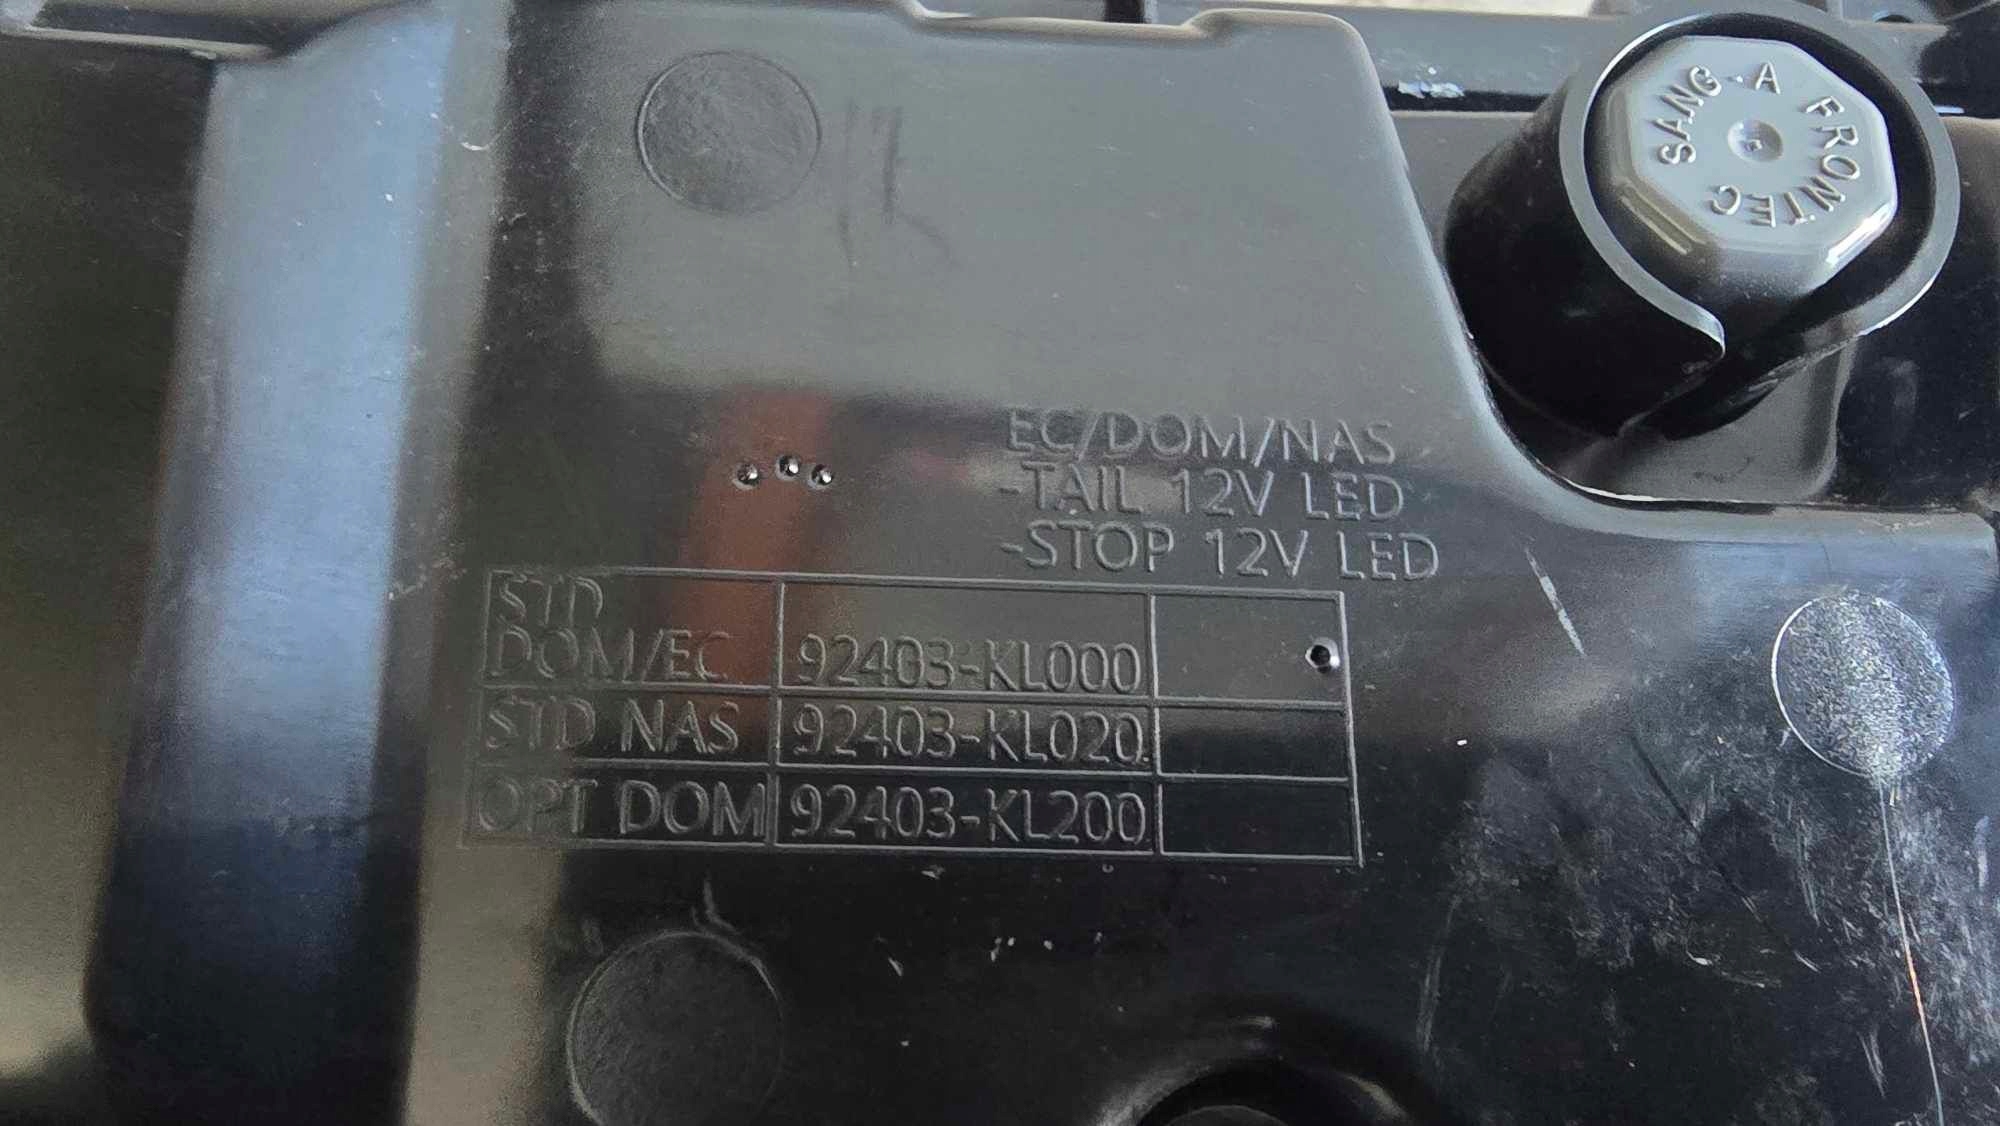 SANG-A FRONTEC
EC/DOM/NAS
-TAIL 12V LED
-STOP 12V LED
STD
DOM/EC 92403-KL000
STD NAS 92403-KL020
OPT DOM 92403-KL200